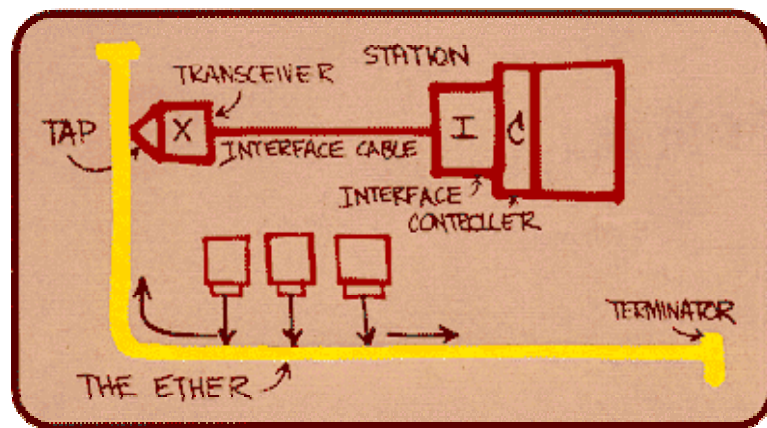 STATION
TRANSCEIVER
TAP
X
I
C
INTERFACE CABLE
INTERFACE
CONTROLLER
TERMINATOR
THE ETHER